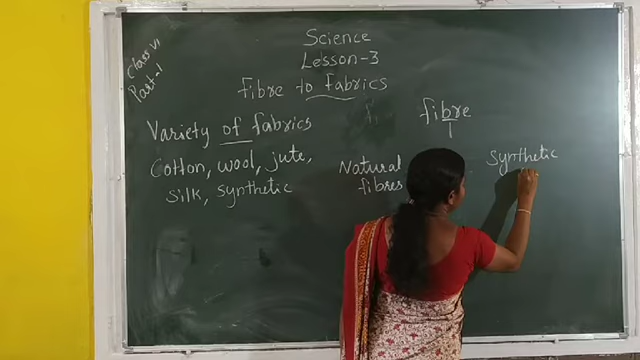 Class VI
Part-1
Science
Lesson-3
Fibre to Fabrics
Variety of fabrics
Cotton, wool, jute,
silk, synthetic
fibre
Natural
fibres
Synthetic